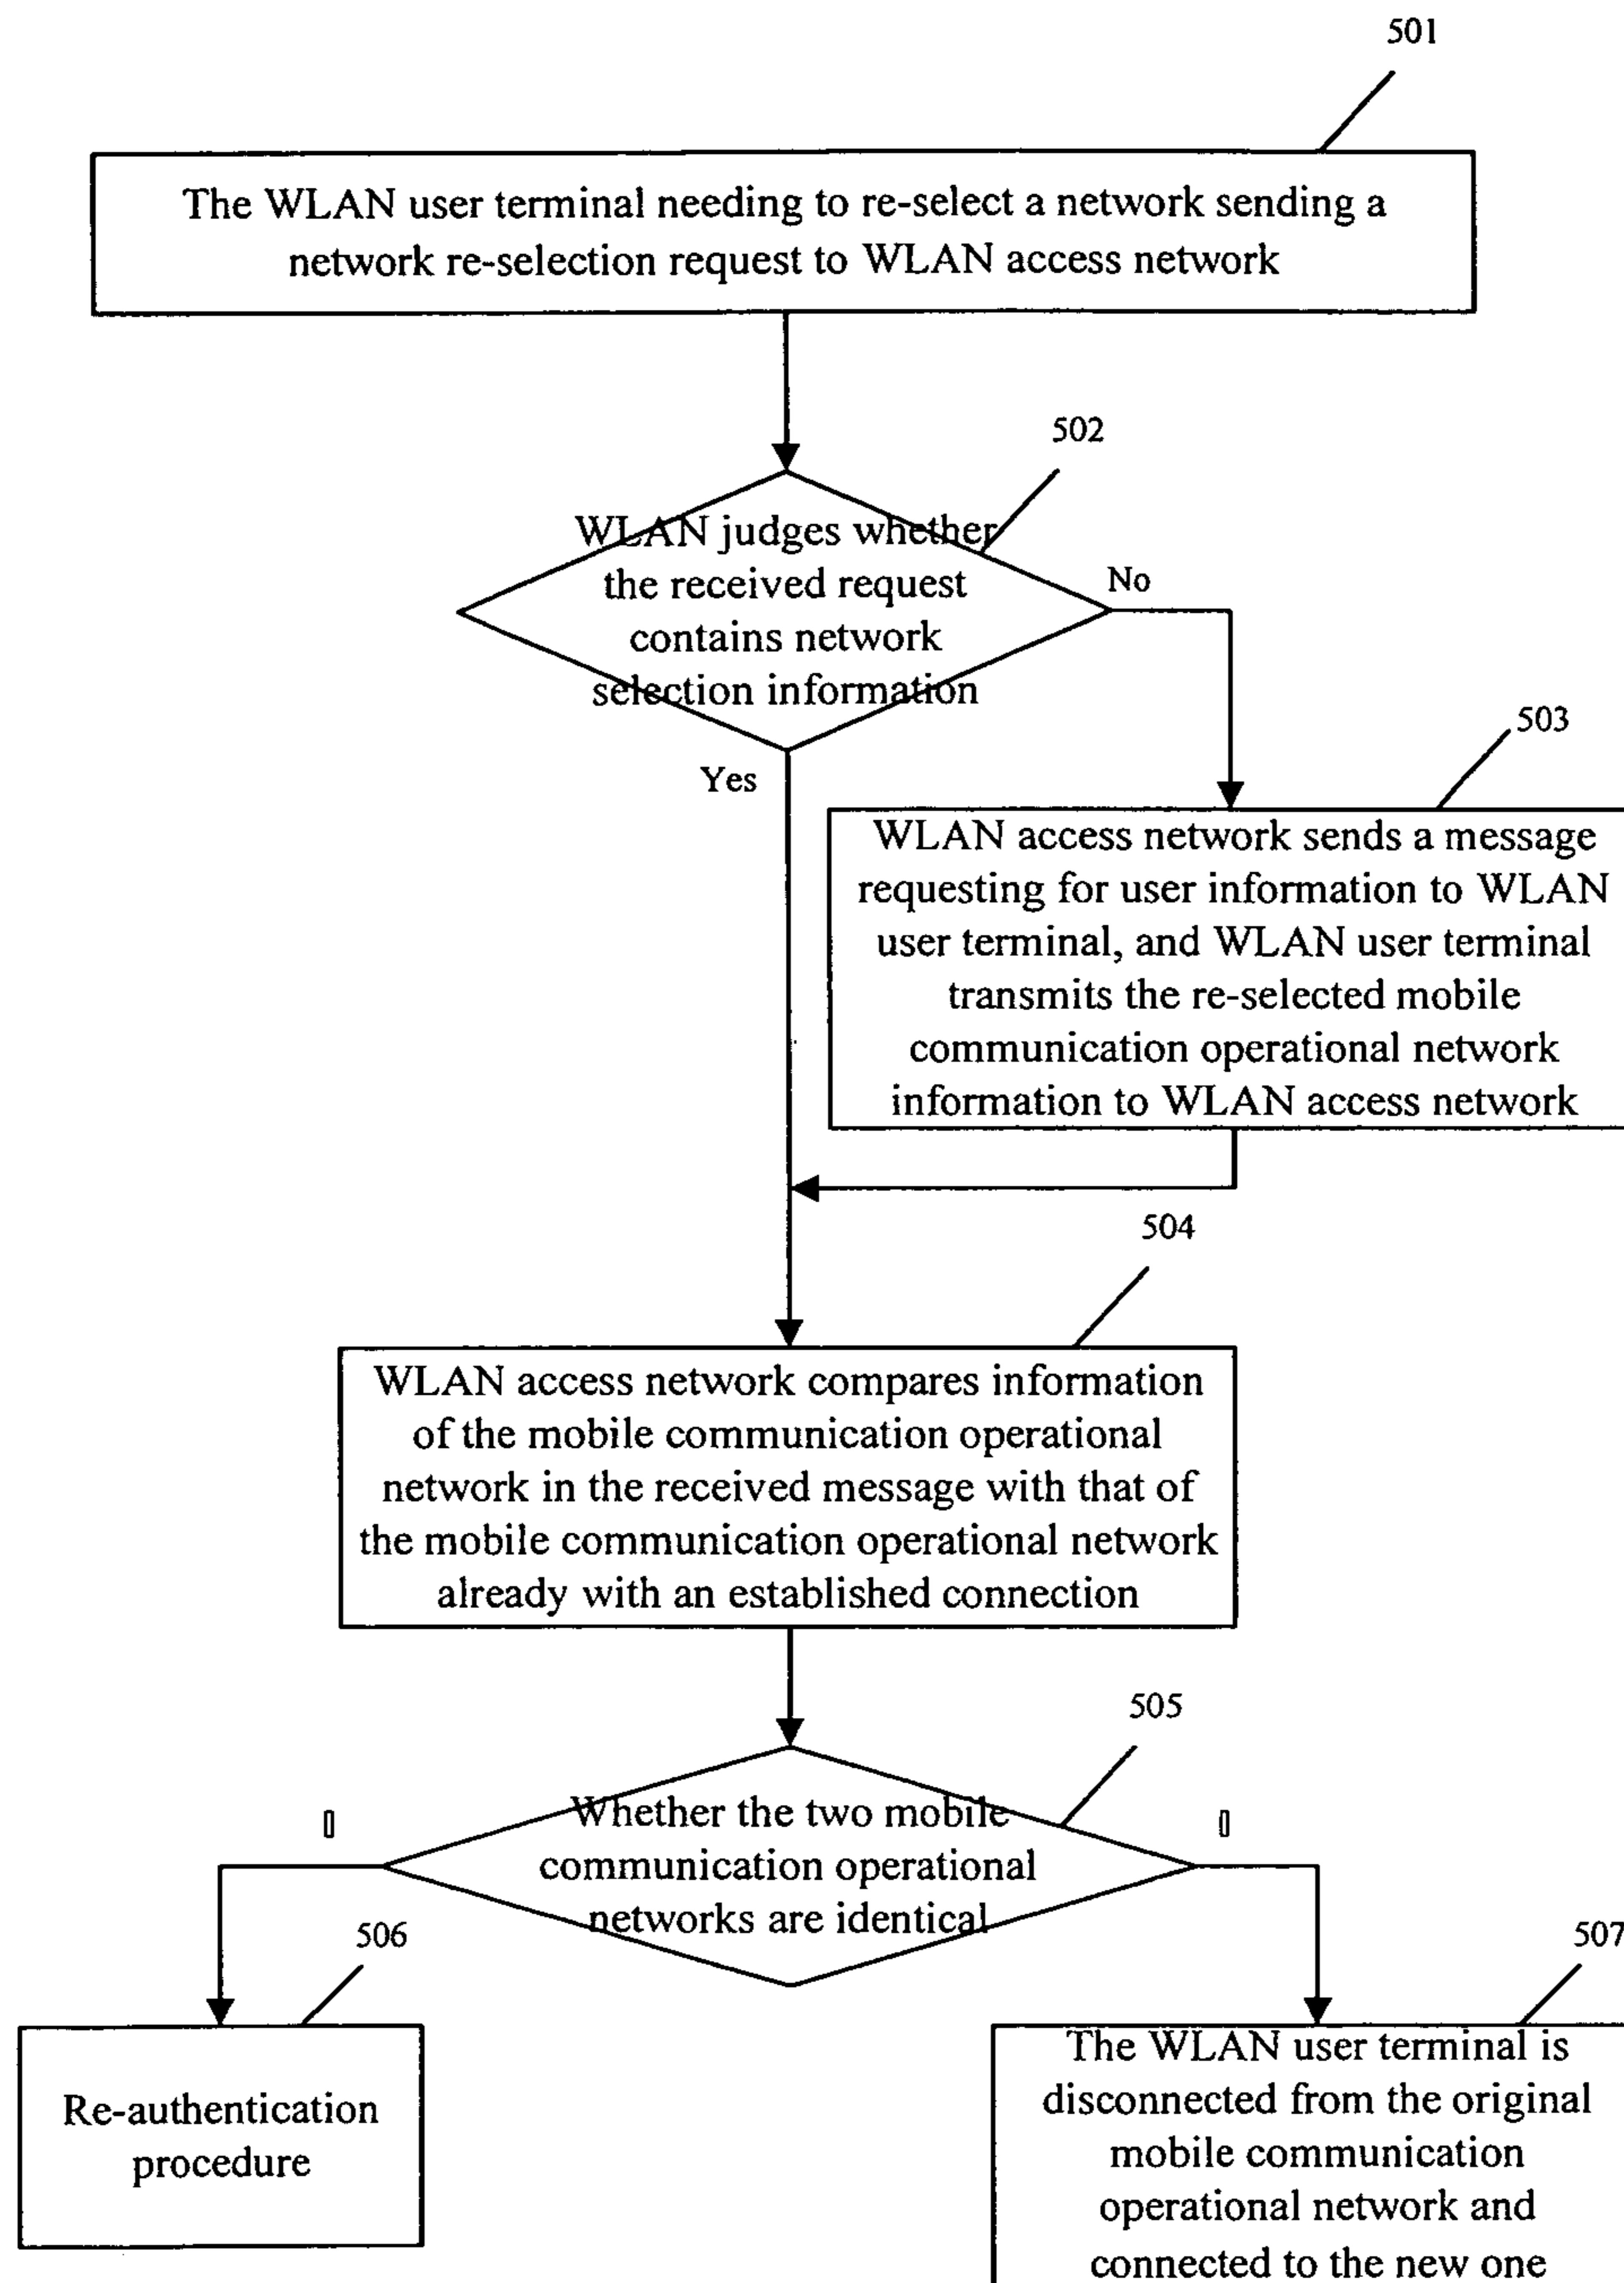 501
The WLAN user terminal needing to re-select a network sending a
network re-selection request to WLAN access network
502
WLAN judges whether
the received request
contains network
selection information
No
Yes
503
WLAN access network sends a message
requesting for user information to WLAN
user terminal, and WLAN user terminal
transmits the re-selected mobile
communication operational network
information to WLAN access network
504
WLAN access network compares information
of the mobile communication operational
network in the received message with that of
the mobile communication operational network
already with an established connection
505
Whether the two mobile
communication operational
networks are identical
506
Re-authentication
procedure
507
The WLAN user terminal is
disconnected from the original
mobile communication
operational network and
connected to the new one